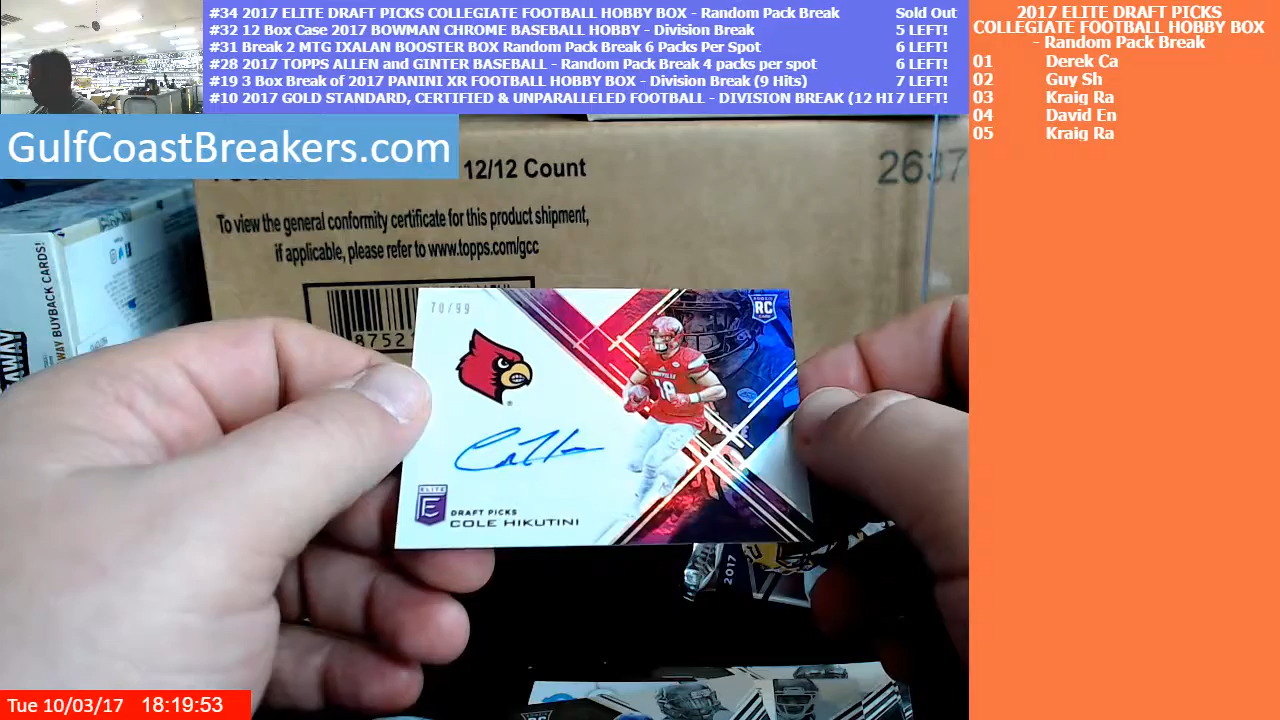 #34 2017 ELITE DRAFT PICKS COLLEGIATE FOOTBALL HOBBY BOX - Random Pack Break Sold Out
#32 12 Box Case 2017 BOWMAN CHROME BASEBALL HOBBY - Division Break 5 LEFT!
#31 Break 2 MTG IXALAN BOOSTER BOX Random Pack Break 6 Packs Per Spot 6 LEFT!
#28 2017 TOPPS ALLEN and GINTER BASEBALL - Random Pack Break 4 packs per spot 6 LEFT!
#19 3 Box Break of 2017 PANINI XR FOOTBALL HOBBY BOX - Division Break (9 Hits) 7 LEFT!
#10 2017 GOLD STANDARD, CERTIFIED & UNPARALLELED FOOTBALL - DIVISION BREAK (12 HI 7 LEFT!
2017 ELITE DRAFT PICKS
COLLEGIATE FOOTBALL HOBBY BOX
- Random Pack Break
01 Derek Ca
02 Guy Sh
03 Kraig Ra
04 David En
05 Kraig Ra
GulfCoastBreakers.com
12/12 Count
2637
To view the general conformity certificate for this product shipment,
if applicable, please refer to www.topps.com/gcc
BUYBACK CARDS!
8752
70/99
RC
LOUISVILLE
18
ELITE
E
DRAFT PICKS
COLE HIKUTINI
2017
Tue 10/03/17 18:19:53